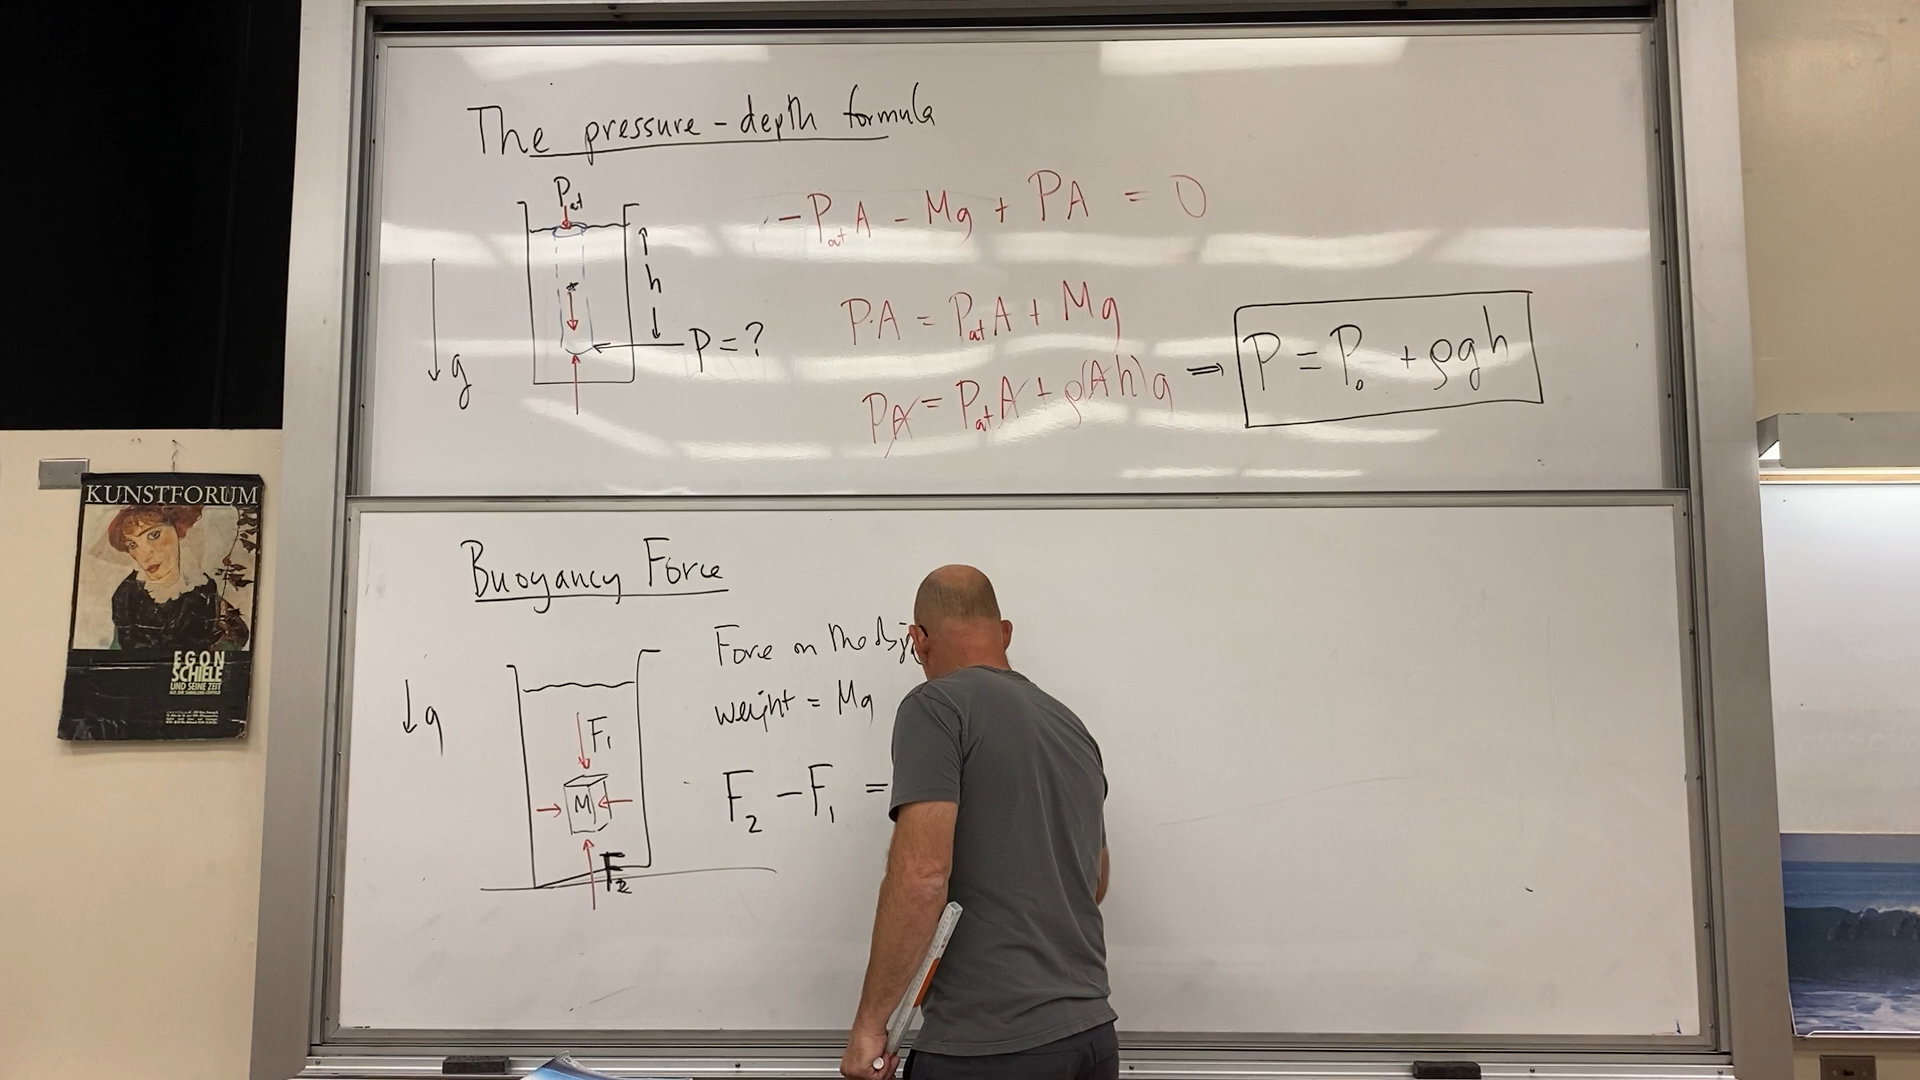 The pressure-depth formula
Pat
h
P = ?
g
-PatA - Mg + PA = 0
P·A = PatA + Mg
PA = PatA + ρ(Ah)g ⇒ P = P₀ + ρgh
KUNSTFORUM
EGON
SCHIELE
UND SEINE ZEIT
Buoyancy Force
g
F₁
M
F₂
Force on the
weight = Mg
F₂ - F₁ =